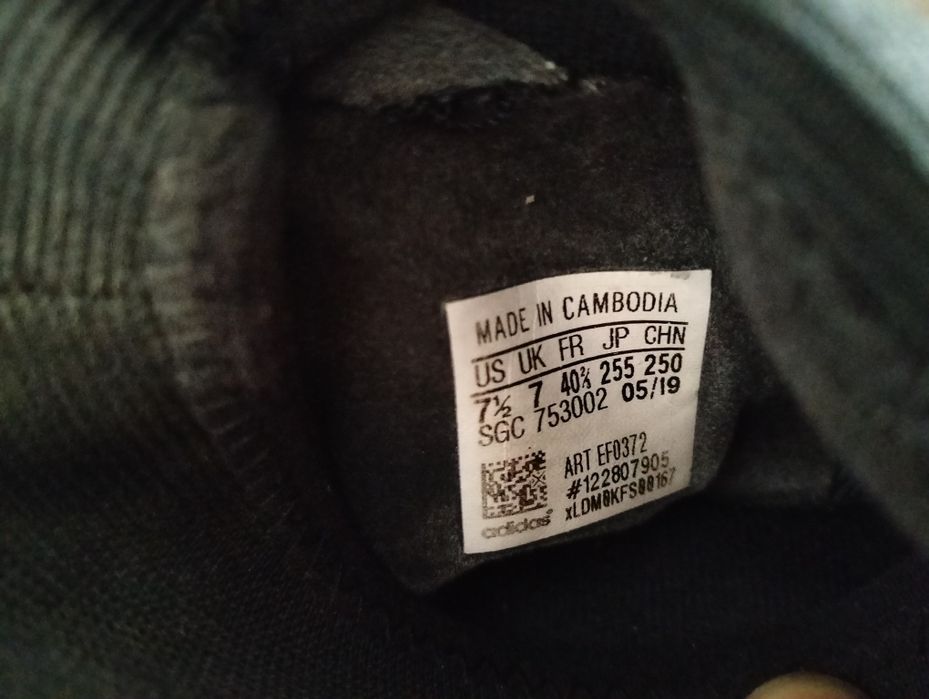 MADE IN CAMBODIA
US UK FR JP CHN
7½ 7 40⅔ 255 250
SGC 753002 05/19
ART EF0372
#122807905
adidas